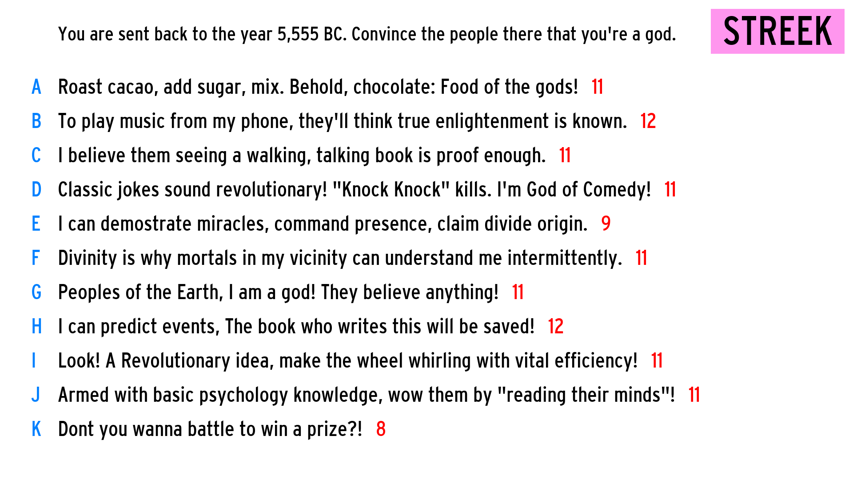 You are sent back to the year 5,555 BC. Convince the people there that you're a god.
STREEK
A Roast cacao, add sugar, mix. Behold, chocolate: Food of the gods! 11
B To play music from my phone, they'll think true enlightenment is known. 12
C I believe them seeing a walking, talking book is proof enough. 11
D Classic jokes sound revolutionary! "Knock Knock" kills. I'm God of Comedy! 11
E I can demostrate miracles, command presence, claim divide origin. 9
F Divinity is why mortals in my vicinity can understand me intermittently. 11
G Peoples of the Earth, I am a god! They believe anything! 11
H I can predict events, The book who writes this will be saved! 12
I Look! A Revolutionary idea, make the wheel whirling with vital efficiency! 11
J Armed with basic psychology knowledge, wow them by "reading their minds"! 11
K Dont you wanna battle to win a prize?! 8